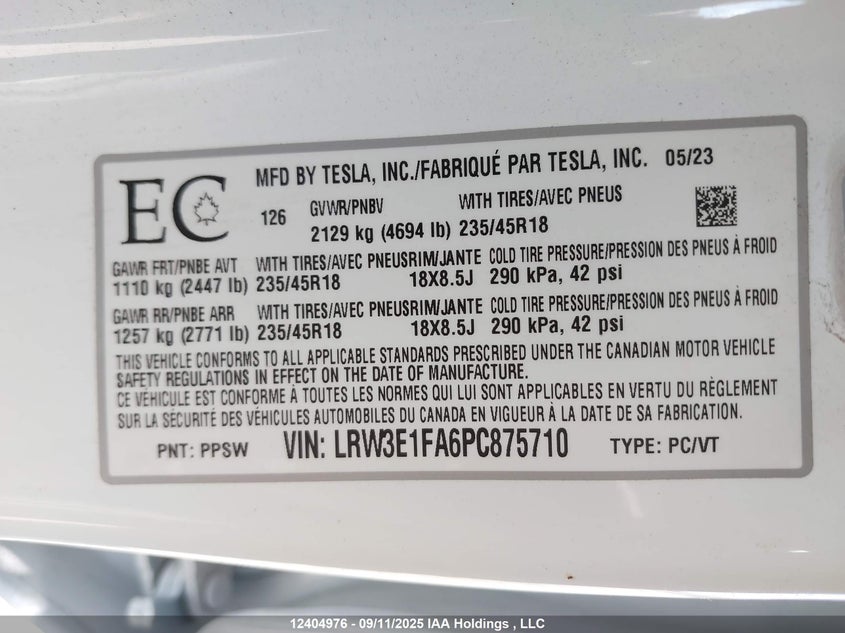 MFD BY TESLA, INC./FABRIQUÉ PAR TESLA, INC. 05/23
EC 126 GVWR/PNBV WITH TIRES/AVEC PNEUS
2129 kg (4694 lb) 235/45R18
GAWR FRT/PNBE AVT WITH TIRES/AVEC PNEUS RIM/JANTE COLD TIRE PRESSURE/PRESSION DES PNEUS À FROID
1110 kg (2447 lb) 235/45R18 18X8.5J 290 kPa, 42 psi
GAWR RR/PNBE ARR WITH TIRES/AVEC PNEUS RIM/JANTE COLD TIRE PRESSURE/PRESSION DES PNEUS À FROID
1257 kg (2771 lb) 235/45R18 18X8.5J 290 kPa, 42 psi
THIS VEHICLE CONFORMS TO ALL APPLICABLE STANDARDS PRESCRIBED UNDER THE CANADIAN MOTOR VEHICLE
SAFETY REGULATIONS IN EFFECT ON THE DATE OF MANUFACTURE.
CE VÉHICULE EST CONFORME À TOUTES LES NORMES QUI LUI SONT APPLICABLES EN VERTU DU RÈGLEMENT
SUR LA SÉCURITÉ DES VÉHICULES AUTOMOBILES DU CANADA EN VIGUEUR À LA DATE DE SA FABRICATION.
PNT: PPSW VIN: LRW3E1FA6PC875710 TYPE: PC/VT
12404976 - 09/11/2025 IAA Holdings , LLC